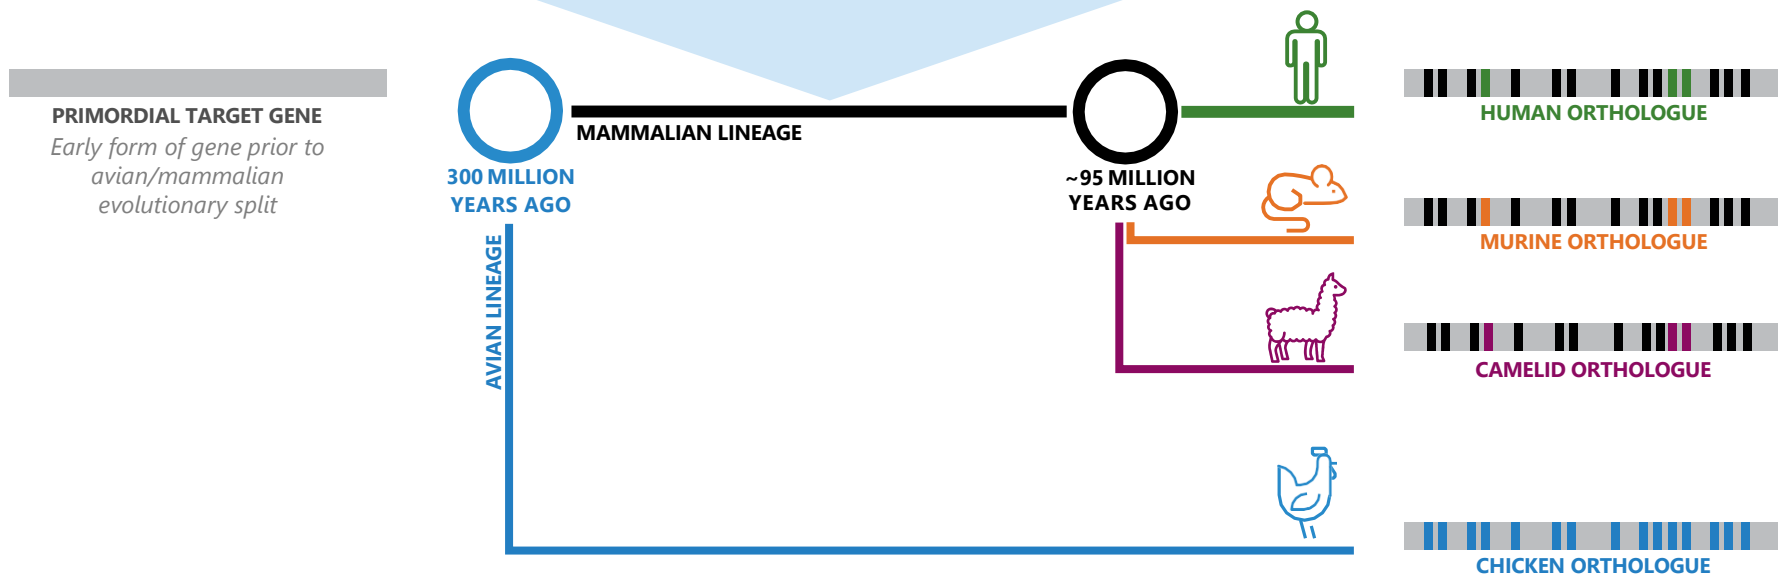 PRIMORDIAL TARGET GENE
Early form of gene prior to
avian/mammalian
evolutionary split
300 MILLION
YEARS AGO
MAMMALIAN LINEAGE
AVIAN LINEAGE
~95 MILLION
YEARS AGO
HUMAN ORTHOLOGUE
MURINE ORTHOLOGUE
CAMELID ORTHOLOGUE
CHICKEN ORTHOLOGUE